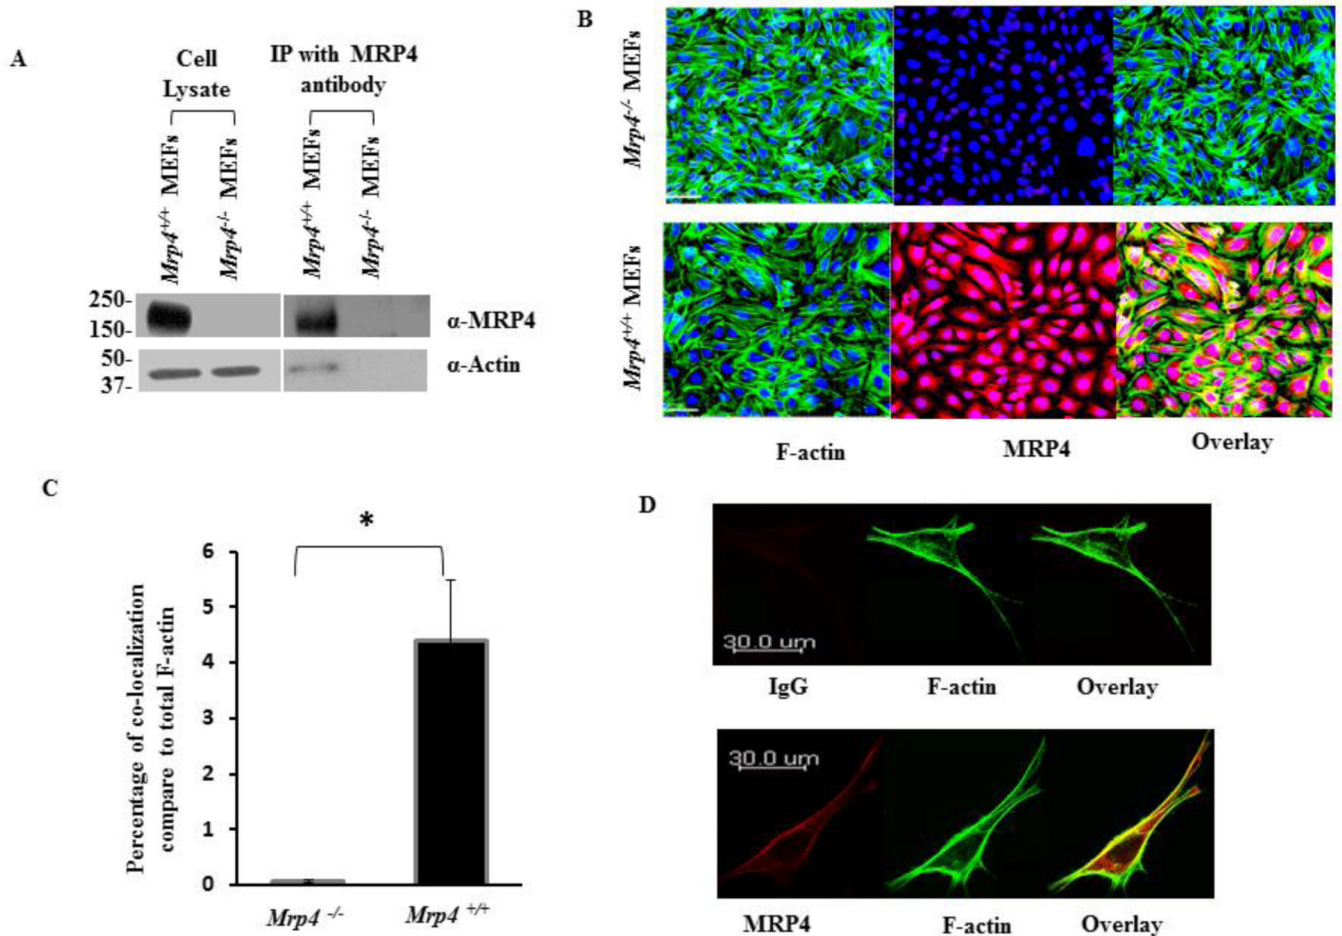 A
Cell
Lysate
IP with MRP4
antibody
Mrp4+/+ MEFs
Mrp4-/- MEFs
Mrp4+/+ MEFs
Mrp4-/- MEFs
250-
150-
α-MRP4
50-
37-
α-Actin
B
Mrp4-/- MEFs
Mrp4+/+ MEFs
F-actin
MRP4
Overlay
C
*
Percentage of co-localization
compare to total F-actin
6
5
4
3
2
1
0
Mrp4 -/-
Mrp4 +/+
D
30.0 um
IgG
F-actin
Overlay
30.0 um
MRP4
F-actin
Overlay